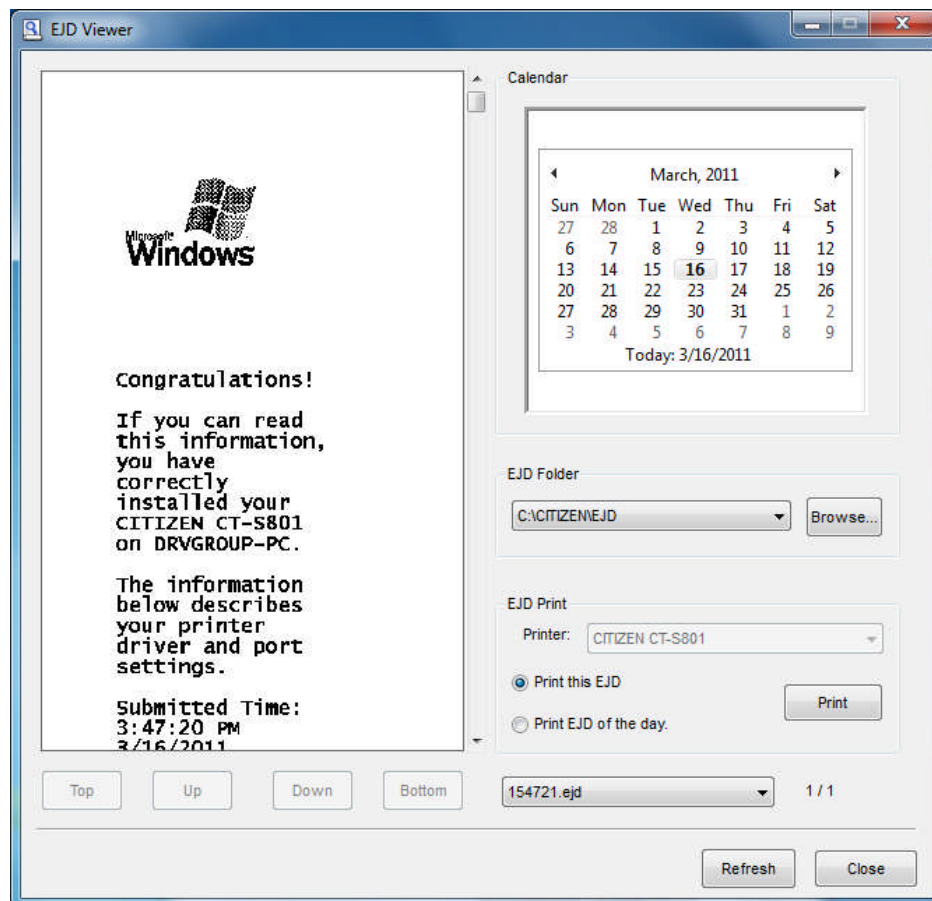 EJD Viewer
Microsoft
Windows
Congratulations!
If you can read
this information,
you have
correctly
installed your
CITIZEN CT-S801
on DRVGROUP-PC.
The information
below describes
your printer
driver and port
settings.
Submitted Time:
3:47:20 PM
3/16/2011
Top Up Down Bottom
Calendar
March, 2011
Sun Mon Tue Wed Thu Fri Sat
27 28 1 2 3 4 5
6 7 8 9 10 11 12
13 14 15 16 17 18 19
20 21 22 23 24 25 26
27 28 29 30 31 1 2
3 4 5 6 7 8 9
Today: 3/16/2011
EJD Folder
C:\CITIZEN\EJD Browse...
EJD Print
Printer: CITIZEN CT-S801
Print this EJD
Print EJD of the day.
Print
154721.ejd 1 / 1
Refresh Close